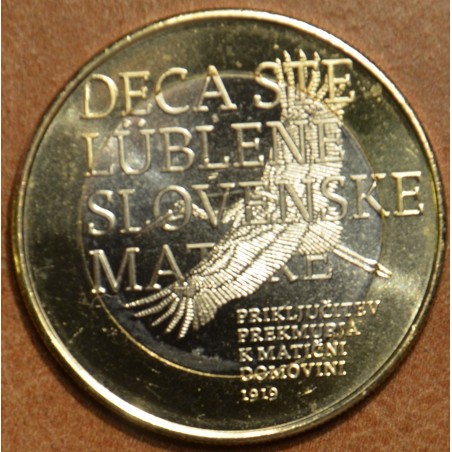 DECA STE
LÜBLENE
SLOVENSKE
MATERE
PRIKLJUČITEV
PREKMURJA
K MATIČNI
DOMOVINI
1919